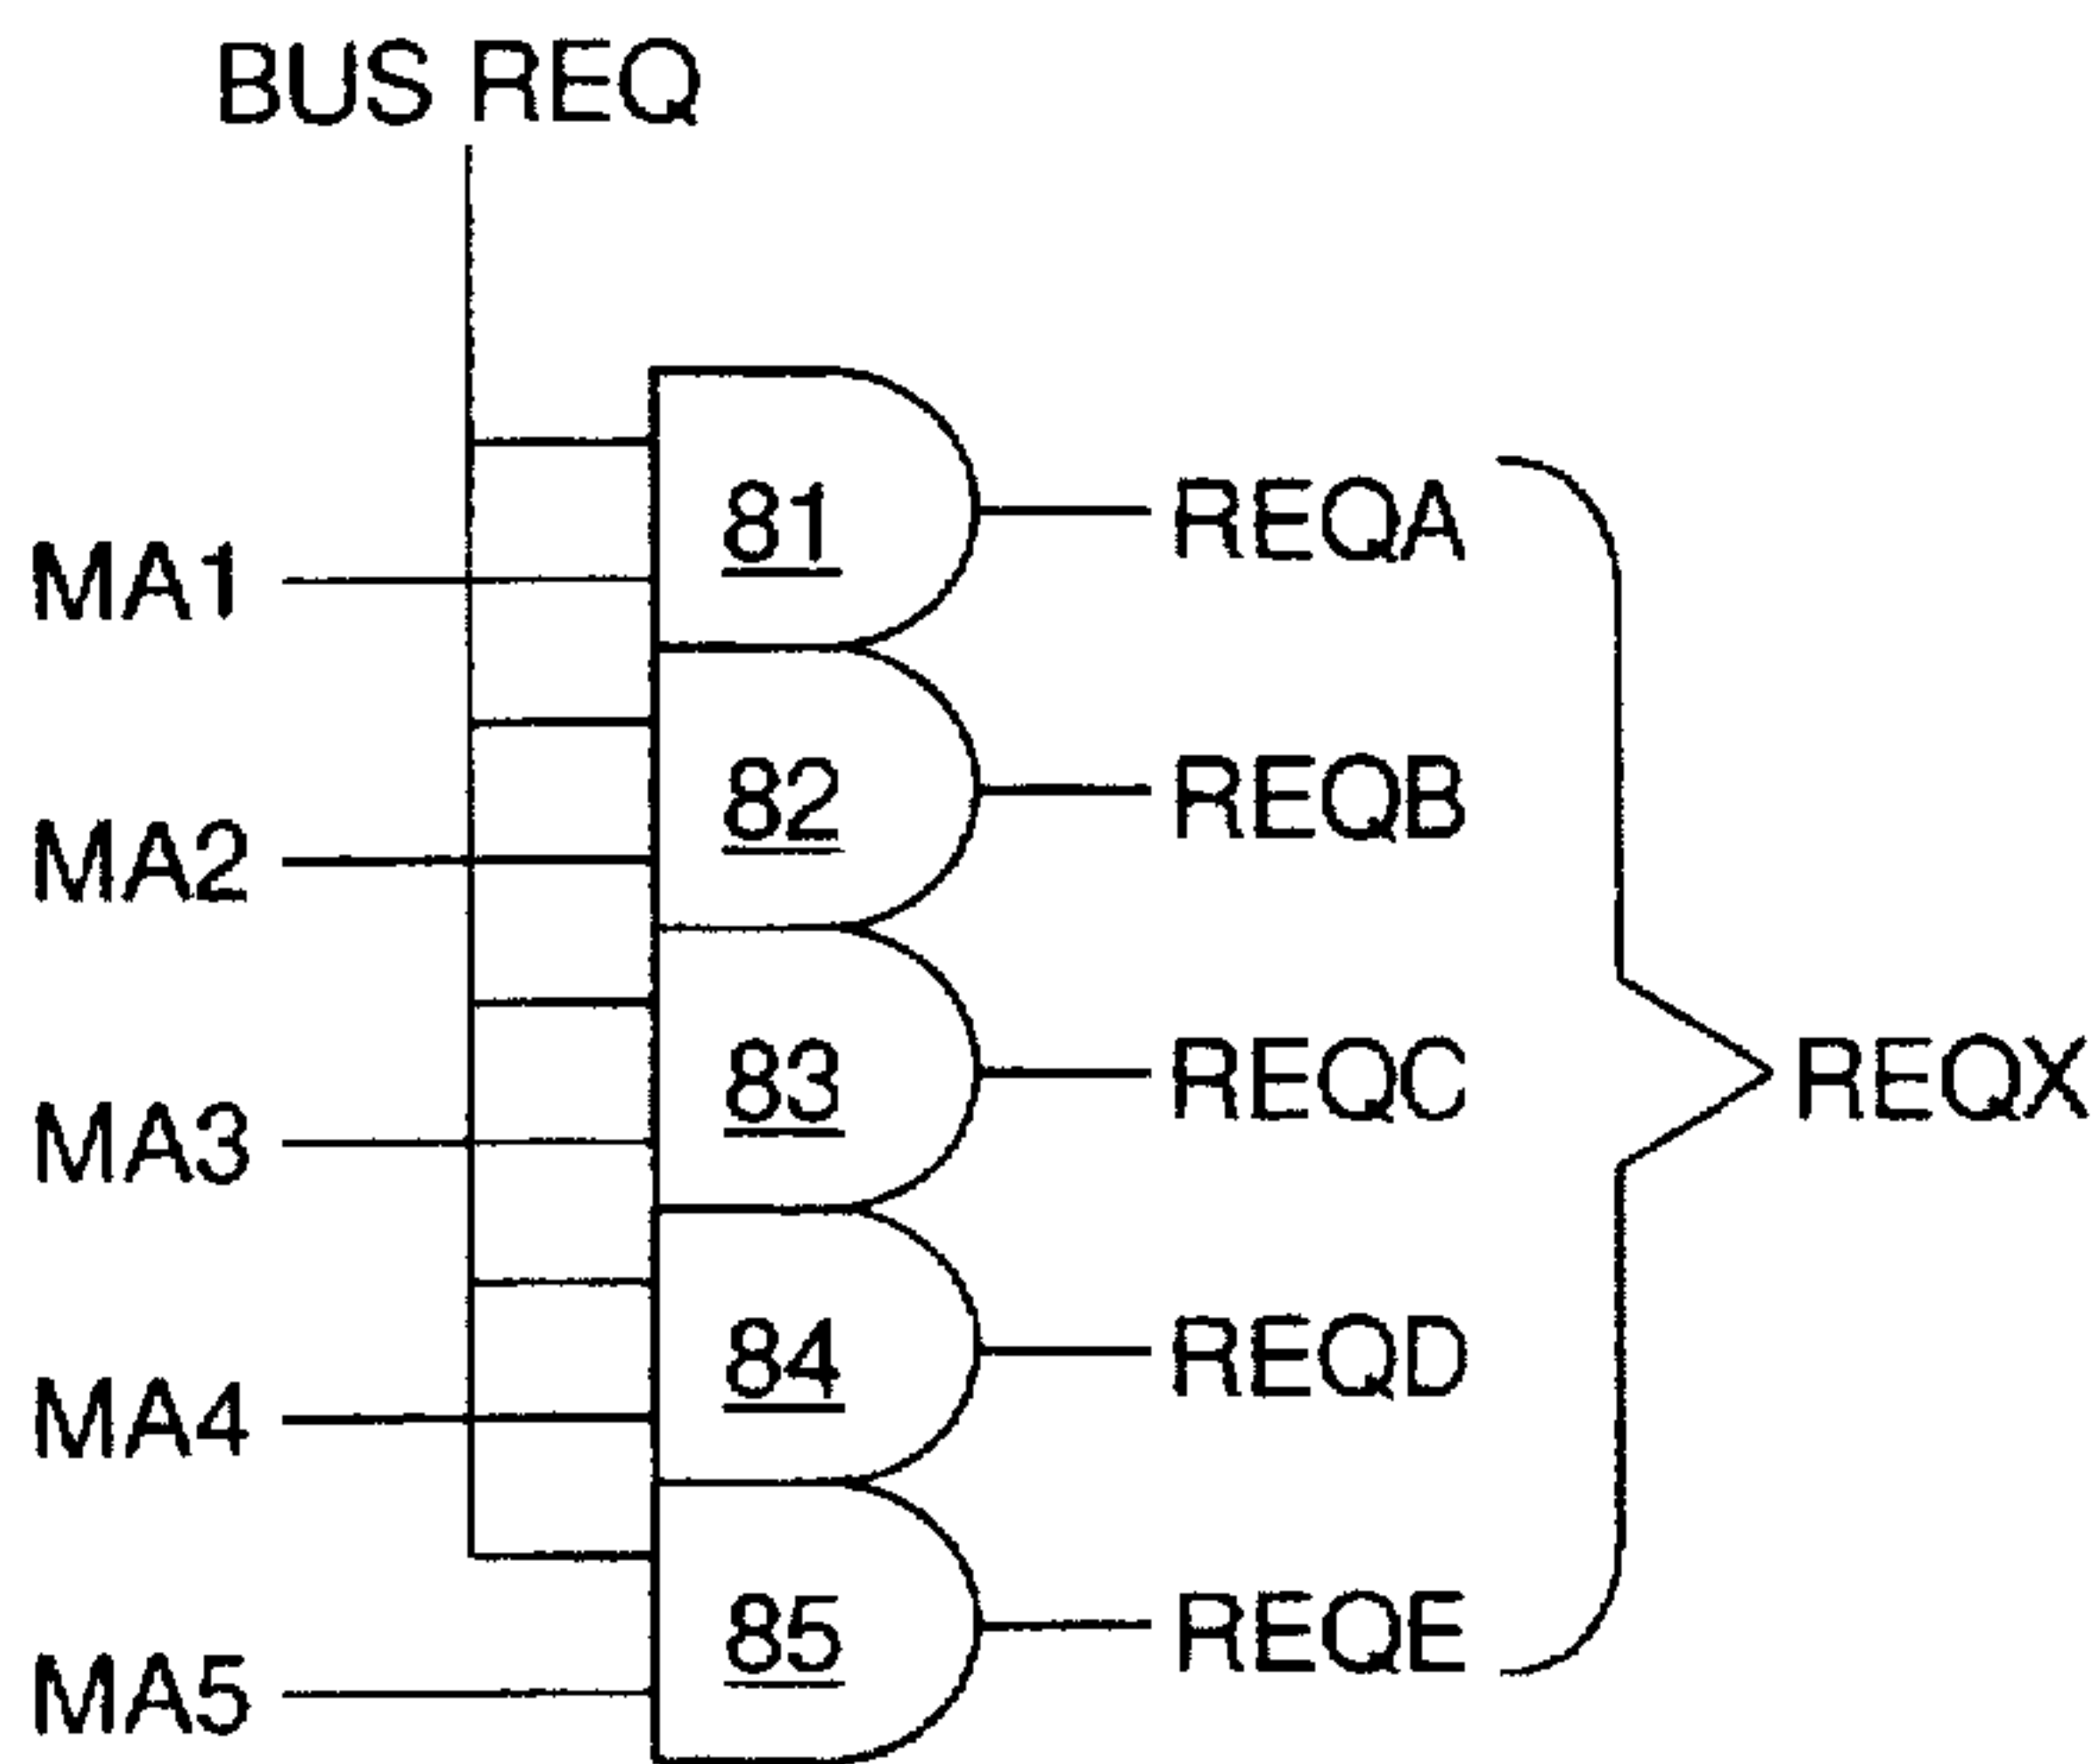 BUS REQ
81
REQA
MA1
82
REQB
MA2
83
REQC
REQX
MA3
84
REQD
MA4
85
REQE
MA5